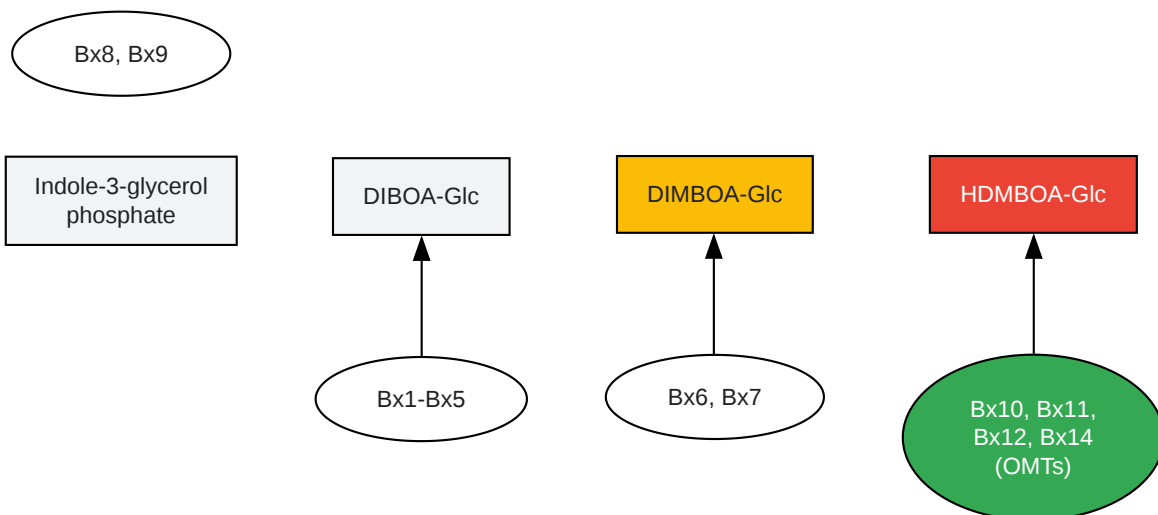 Bx8, Bx9
Indole-3-glycerol
phosphate
DIBOA-Glc
DIMBOA-Glc
HDMBOA-Glc
Bx1-Bx5
Bx6, Bx7
Bx10, Bx11,
Bx12, Bx14
(OMTs)